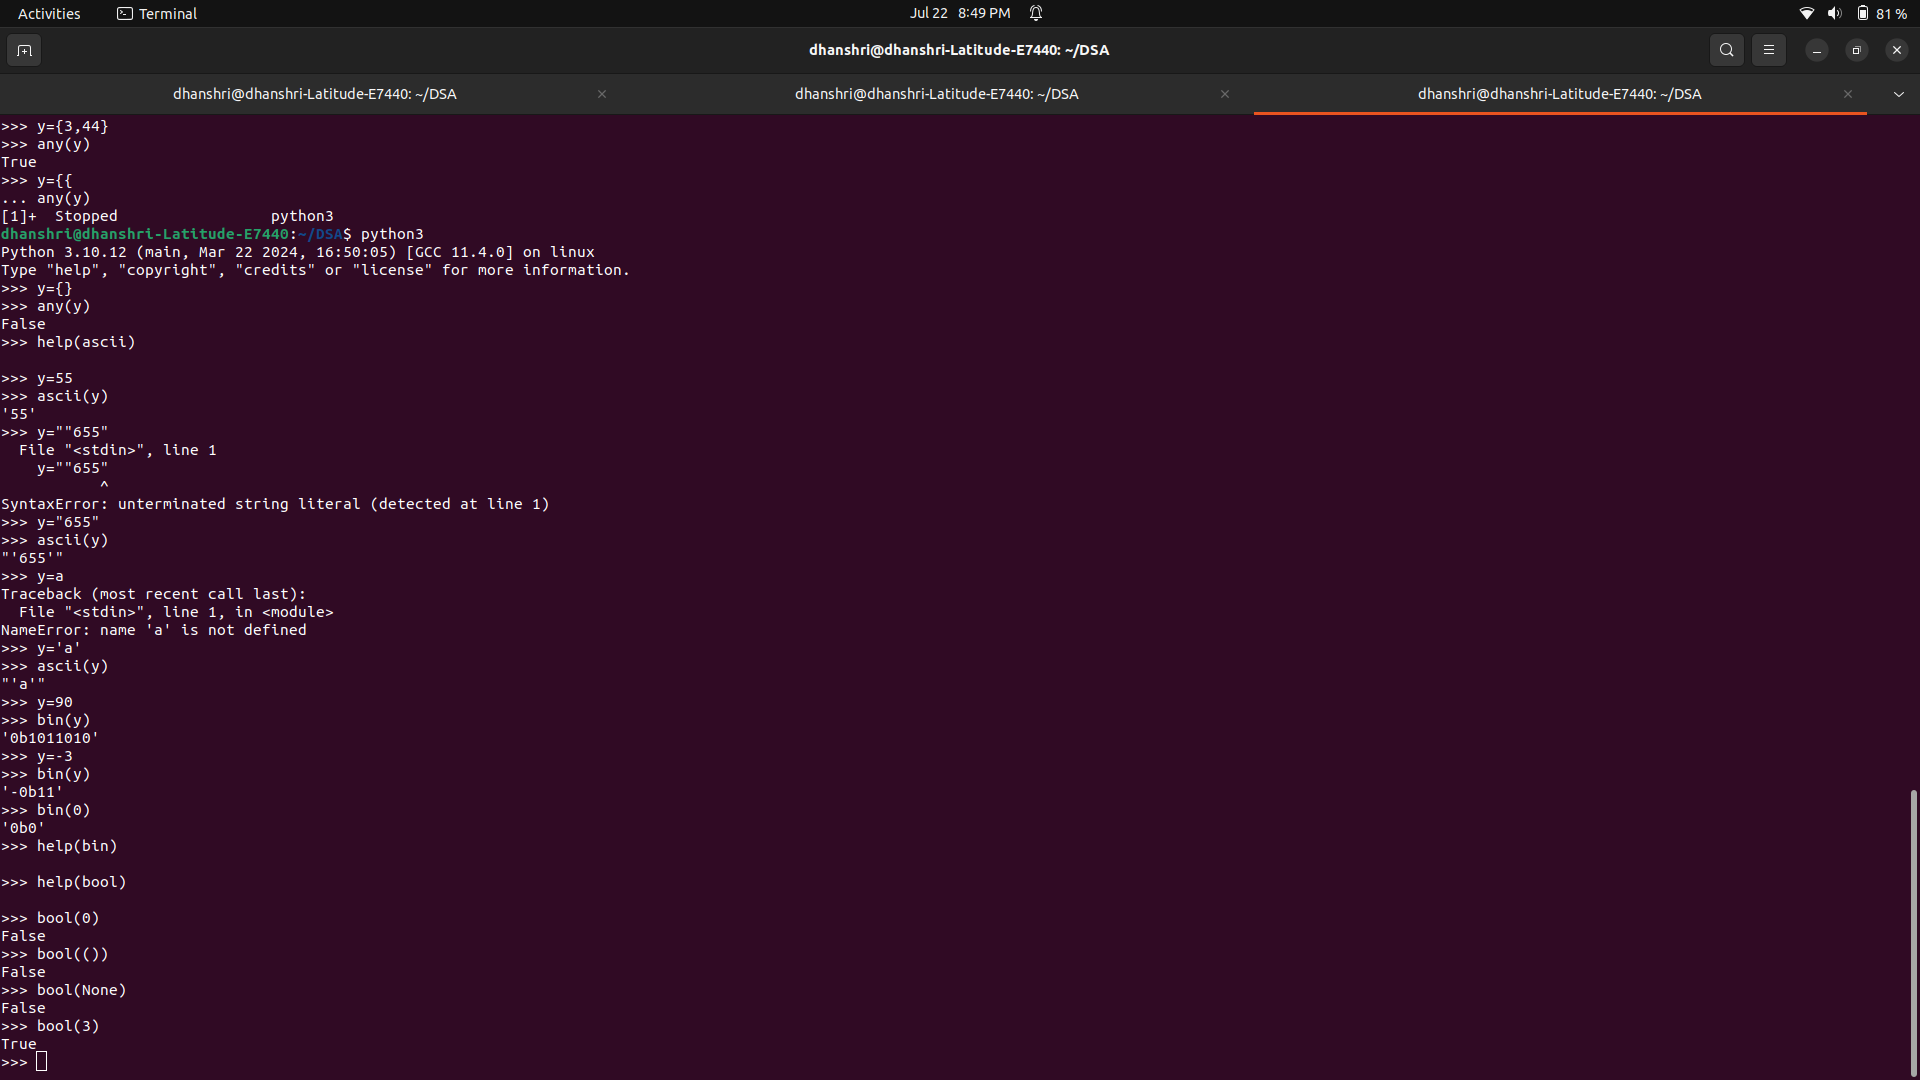 Activities Terminal Jul 22 8:49 PM 81 %
dhanshri@dhanshri-Latitude-E7440: ~/DSA
dhanshri@dhanshri-Latitude-E7440: ~/DSA dhanshri@dhanshri-Latitude-E7440: ~/DSA dhanshri@dhanshri-Latitude-E7440: ~/DSA
>>> y={3,44}
>>> any(y)
True
>>> y={{
... any(y)
[1]+  Stopped                 python3
dhanshri@dhanshri-Latitude-E7440:~/DSA$ python3
Python 3.10.12 (main, Mar 22 2024, 16:50:05) [GCC 11.4.0] on linux
Type "help", "copyright", "credits" or "license" for more information.
>>> y={}
>>> any(y)
False
>>> help(ascii)

>>> y=55
>>> ascii(y)
'55'
>>> y=""655"
  File "<stdin>", line 1
    y=""655"
           ^
SyntaxError: unterminated string literal (detected at line 1)
>>> y="655"
>>> ascii(y)
"'655'"
>>> y=a
Traceback (most recent call last):
  File "<stdin>", line 1, in <module>
NameError: name 'a' is not defined
>>> y='a'
>>> ascii(y)
"'a'"
>>> y=90
>>> bin(y)
'0b1011010'
>>> y=-3
>>> bin(y)
'-0b11'
>>> bin(0)
'0b0'
>>> help(bin)

>>> help(bool)

>>> bool(0)
False
>>> bool(())
False
>>> bool(None)
False
>>> bool(3)
True
>>>